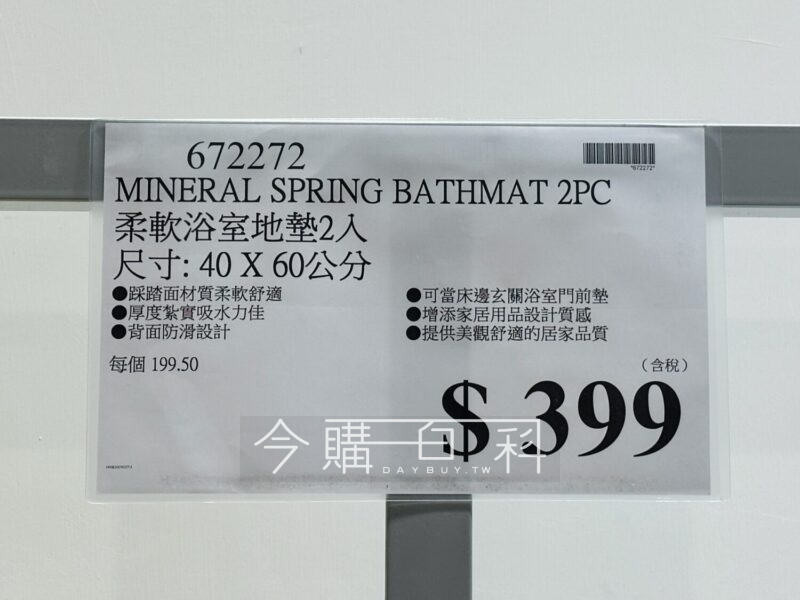 672272
*672272*
MINERAL SPRING BATHMAT 2PC
柔軟浴室地墊2入
尺寸: 40 X 60公分
●踩踏面材質柔軟舒適
●厚度紮實吸水力佳
●背面防滑設計
●可當床邊玄關浴室門前墊
●增添家居用品設計質感
●提供美觀舒適的居家品質
每個 199.50
(含稅)
$ 399
今購百科
DAYBUY.TW